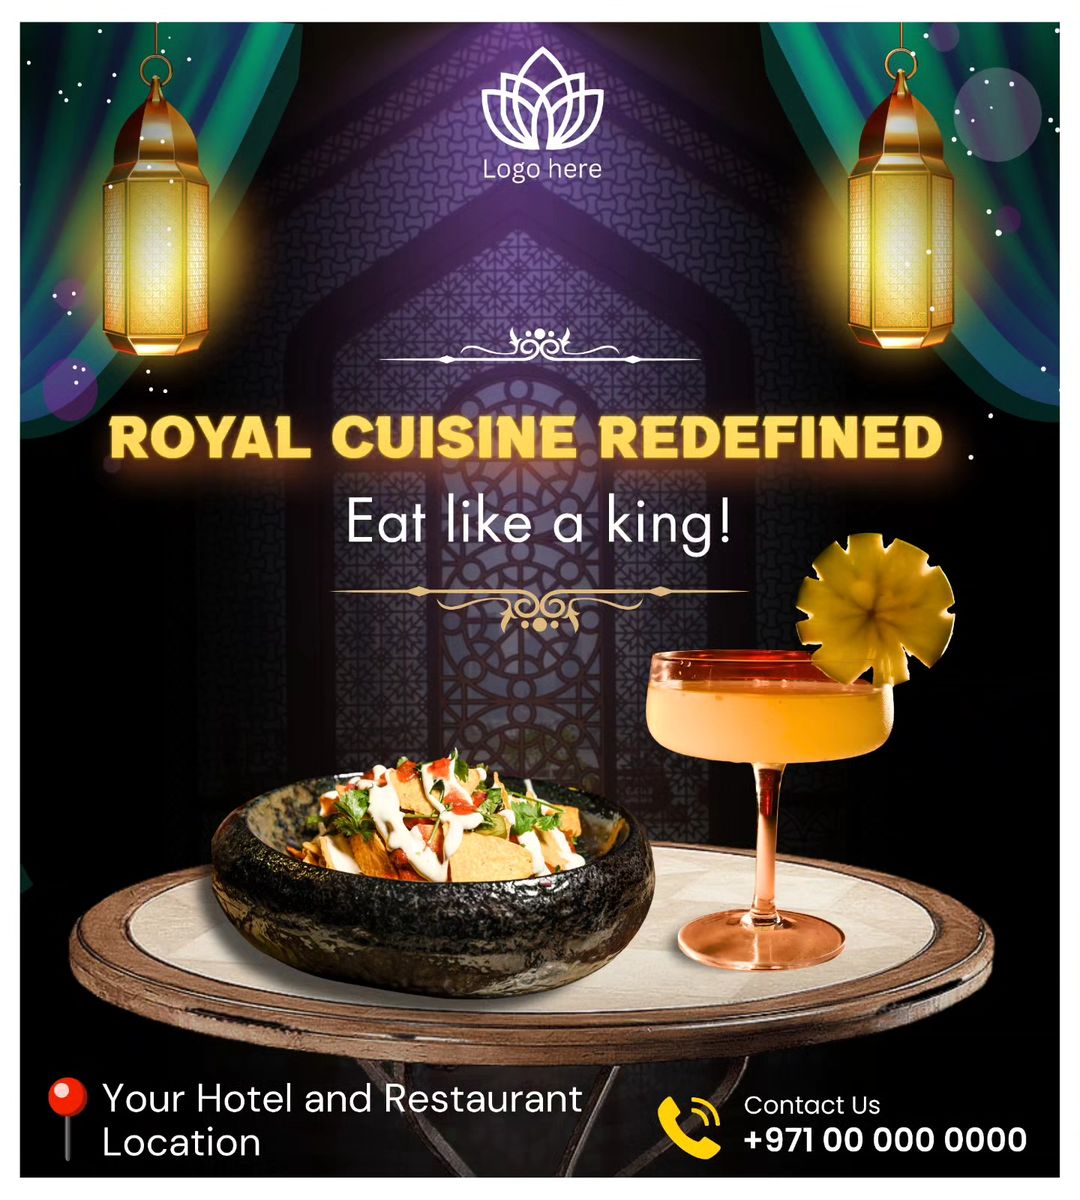 Logo here
ROYAL CUISINE REDEFINED
Eat like a king!
Your Hotel and Restaurant
Location
Contact Us
+971 00 000 0000